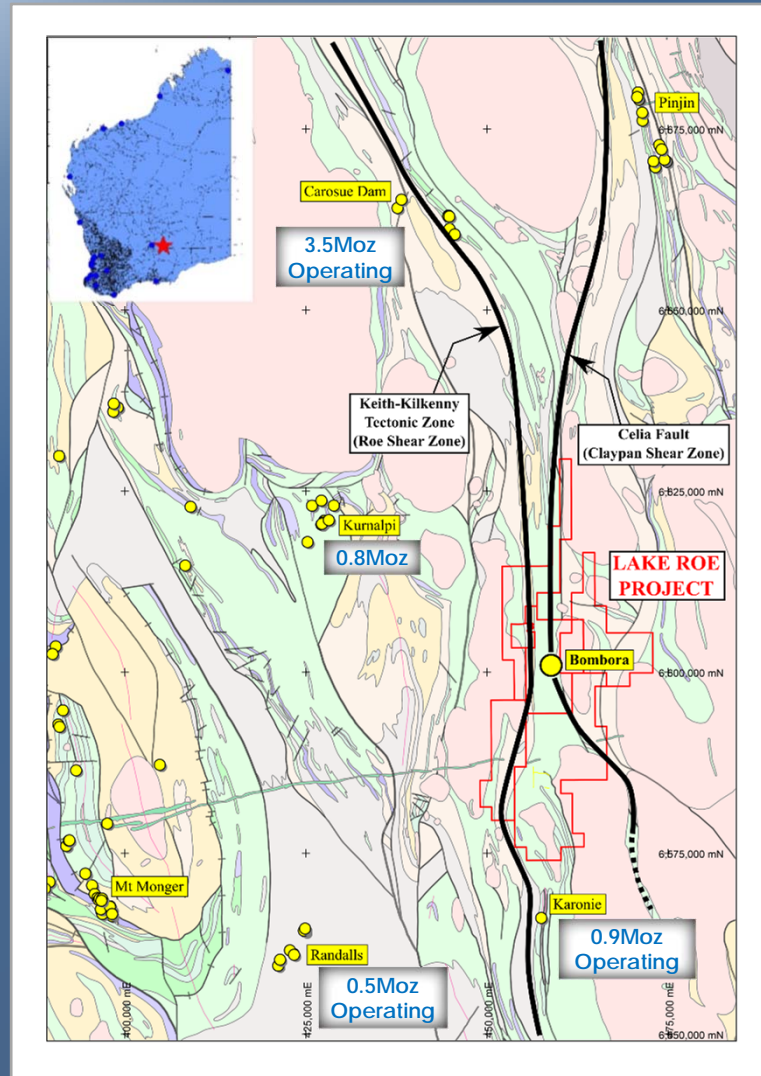 Pinjin
6,675,000 mN
Carosue Dam
3.5Moz
Operating
6,650,000 mN
Keith-Kilkenny
Tectonic Zone
(Roe Shear Zone)
Celia Fault
(Claypan Shear Zone)
6,625,000 mN
Kurnalpi
0.8Moz
LAKE ROE
PROJECT
Bombora
6,600,000 mN
6,575,000 mN
Mt Monger
Karonie
0.9Moz
Operating
Randalls
0.5Moz
Operating
400,000 mE
425,000 mE
450,000 mE
475,000 mE
6,550,000 mN